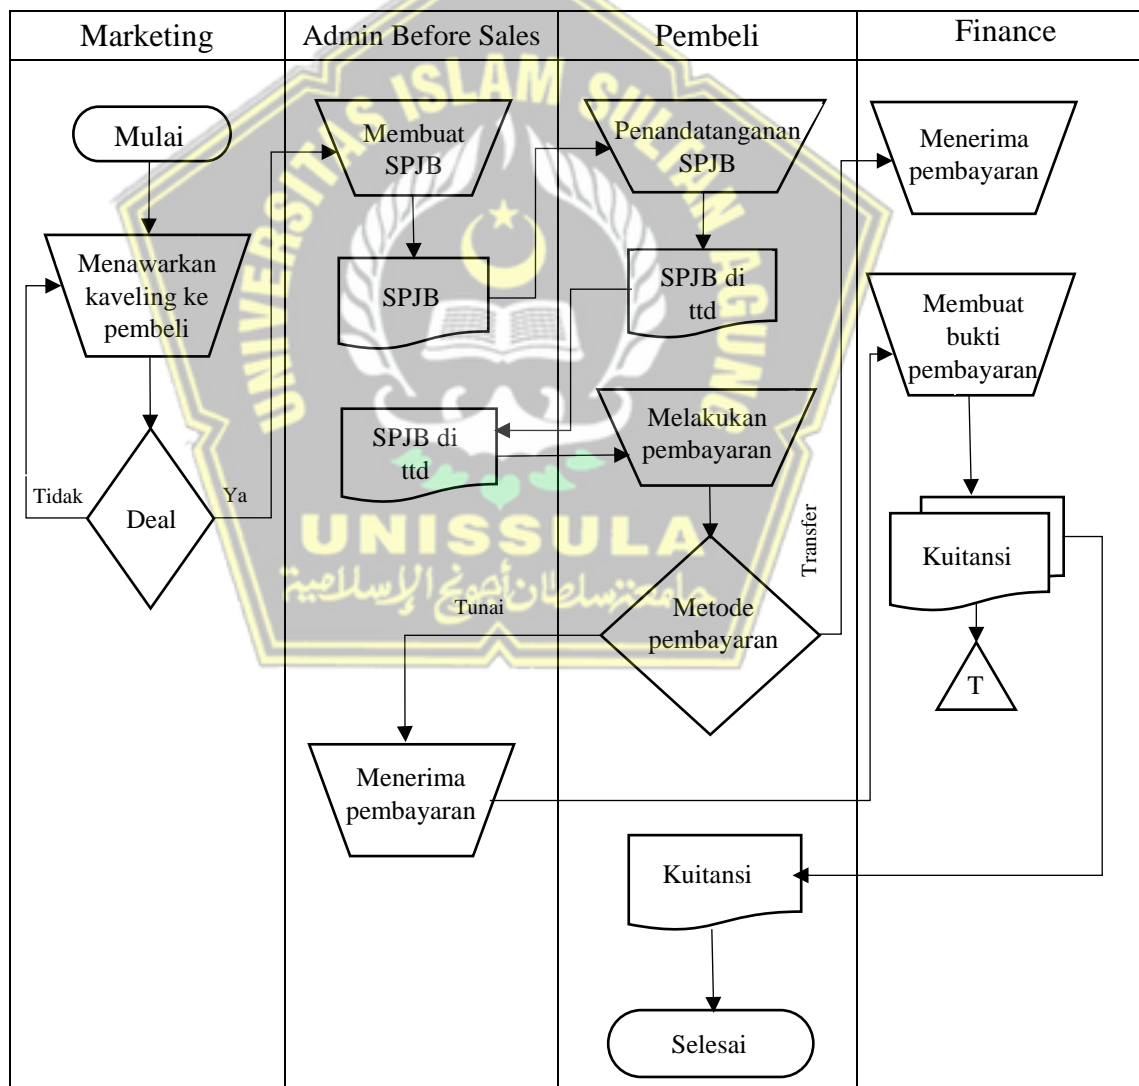 Marketing
Admin Before Sales
Pembeli
Finance
Mulai
Menawarkan
kaveling ke
pembeli
Deal
Tidak
Ya
Membuat
SPJB
SPJB
SPJB di
ttd
Tunai
Menerima
pembayaran
Penandatanganan
SPJB
SPJB di
ttd
Melakukan
pembayaran
Metode
pembayaran
Transfer
Kuitansi
Selesai
Menerima
pembayaran
Membuat
bukti
pembayaran
Kuitansi
T
UNIVERSITAS ISLAM SULTAN AGUNG
UNISSULA
جامعتنسلطان أجونج الإسلامية